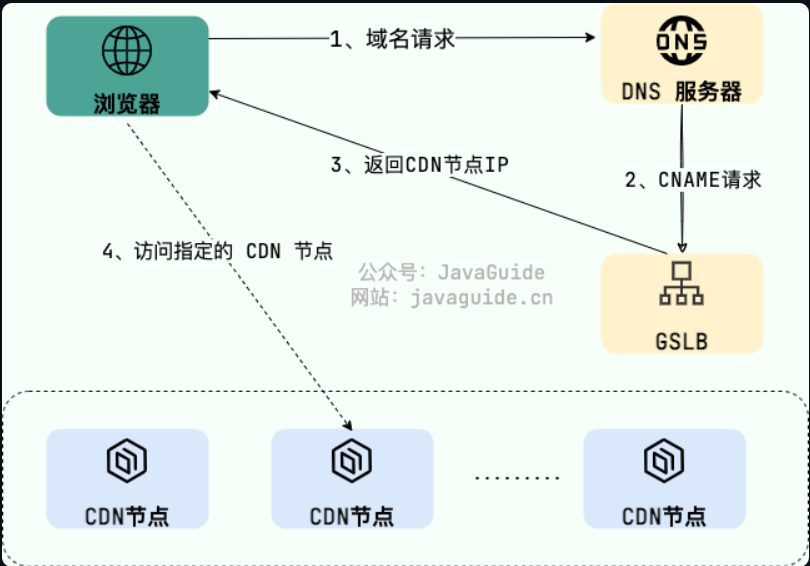 1、域名请求
DNS
浏览器
DNS 服务器
3、返回CDN节点IP
2、CNAME请求
4、访问指定的 CDN 节点
公众号：JavaGuide
网站：javaguide.cn
GSLB
CDN节点
CDN节点
.........
CDN节点